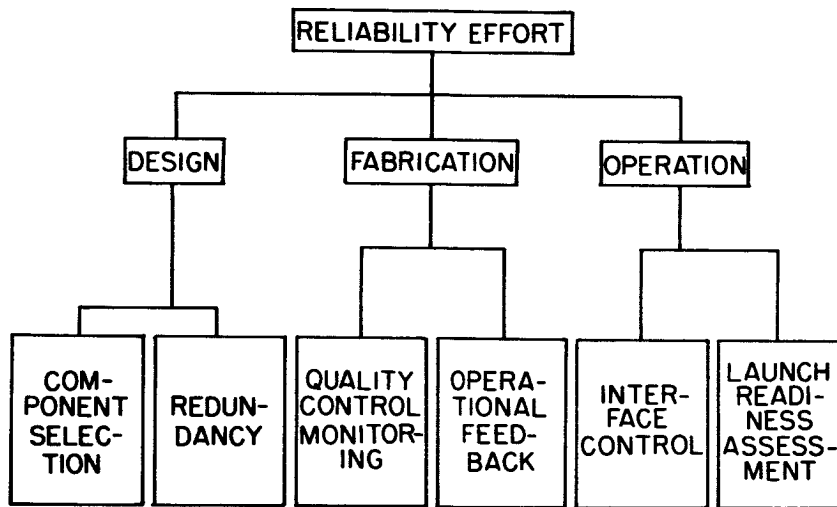 RELIABILITY EFFORT
DESIGN
FABRICATION
OPERATION
COM-
PONENT
SELEC-
TION
REDUN-
DANCY
QUALITY
CONTROL
MONITOR-
ING
OPERA-
TIONAL
FEED-
BACK
INTER-
FACE
CONTROL
LAUNCH
READI-
NESS
ASSESS-
MENT